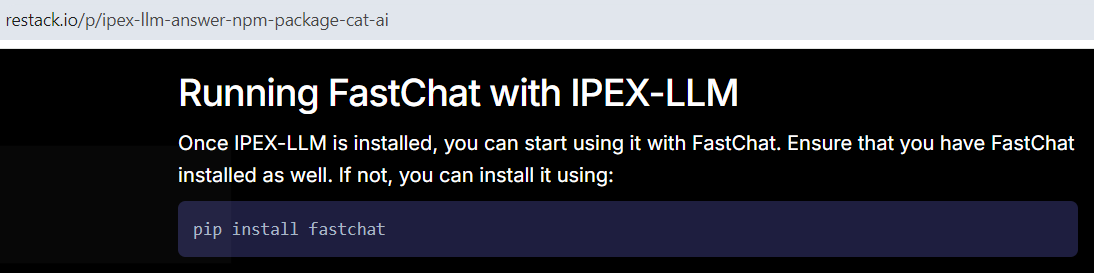 restack.io/p/ipex-llm-answer-npm-package-cat-ai
Running FastChat with IPEX-LLM
Once IPEX-LLM is installed, you can start using it with FastChat. Ensure that you have FastChat
installed as well. If not, you can install it using:
pip install fastchat